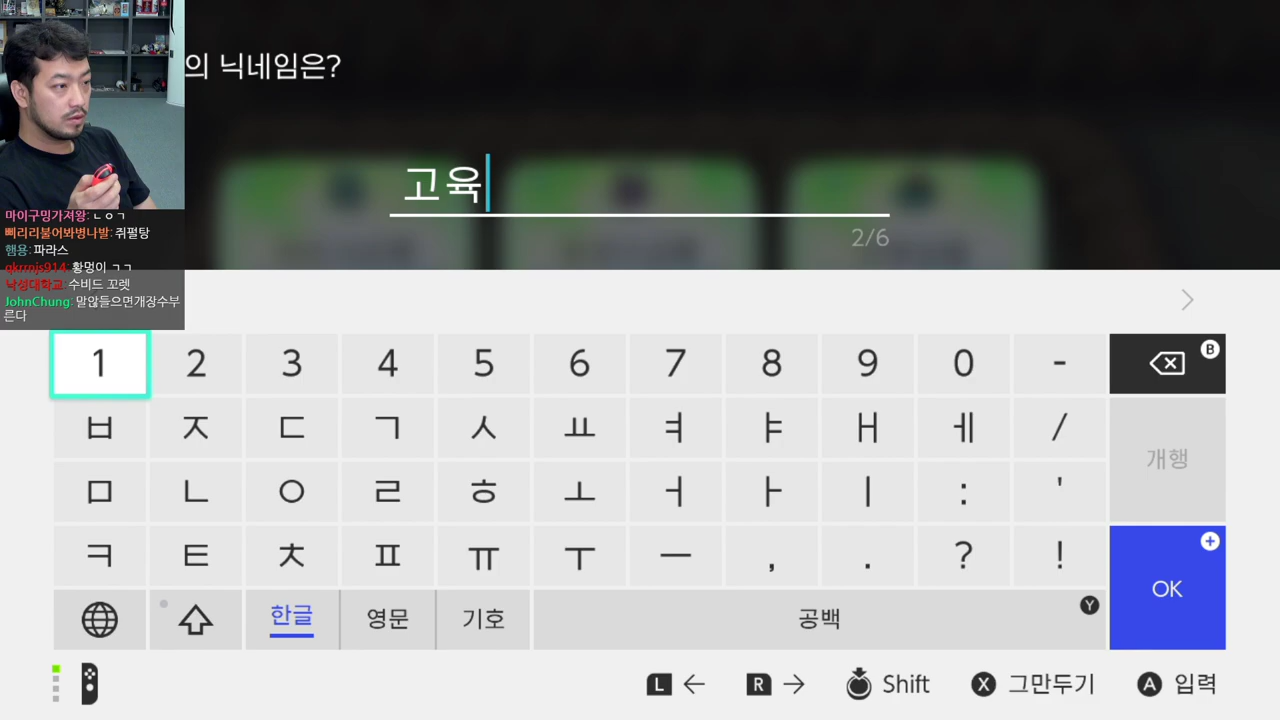 의 닉네임은?
고육
2/6
마이구밍가져왕: ㄴㅇㄱ
삐리리불어봐병나발: 쥐펄탕
햄용: 파라스
qkrrnjs914: 황멍이 ㄱㄱ
낙성대학교: 수비드 꼬렛
JohnChung: 말않들으면개장수부
른다
1 2 3 4 5 6 7 8 9 0 - B
ㅂ ㅈ ㄷ ㄱ ㅅ ㅛ ㅕ ㅑ ㅐ ㅔ / 개행
ㅁ ㄴ ㅇ ㄹ ㅎ ㅗ ㅓ ㅏ ㅣ : '
ㅋ ㅌ ㅊ ㅍ ㅠ ㅜ ㅡ , . ? ! + OK
한글 영문 기호 공백 Y
L ← R → Shift X 그만두기 A 입력